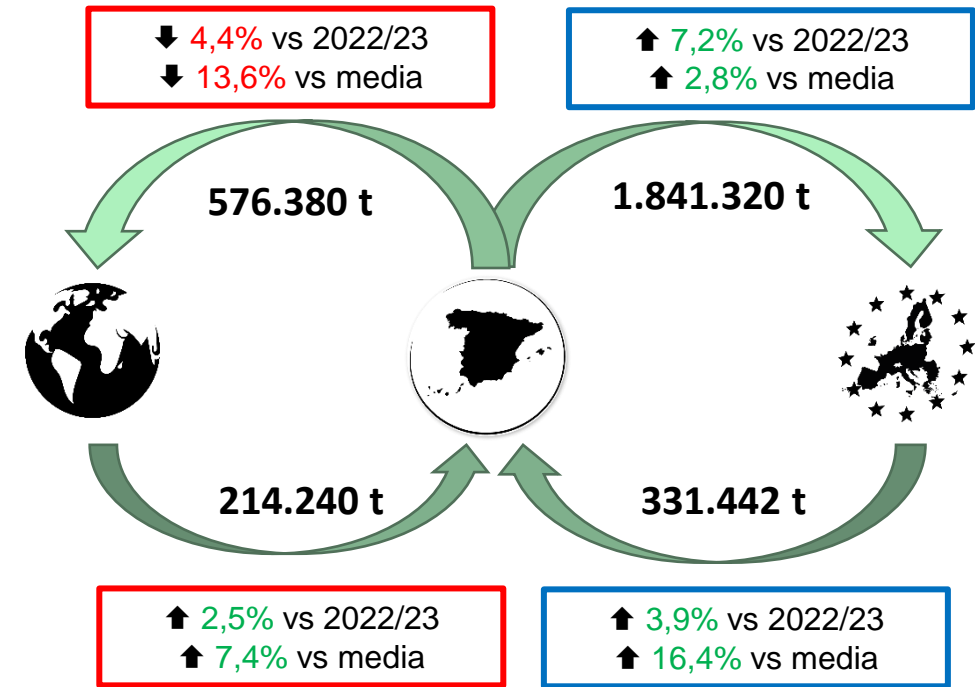 🡇 4,4% vs 2022/23
🡇 13,6% vs media
🡅 7,2% vs 2022/23
🡅 2,8% vs media
576.380 t
1.841.320 t
214.240 t
331.442 t
🡅 2,5% vs 2022/23
🡅 7,4% vs media
🡅 3,9% vs 2022/23
🡅 16,4% vs media